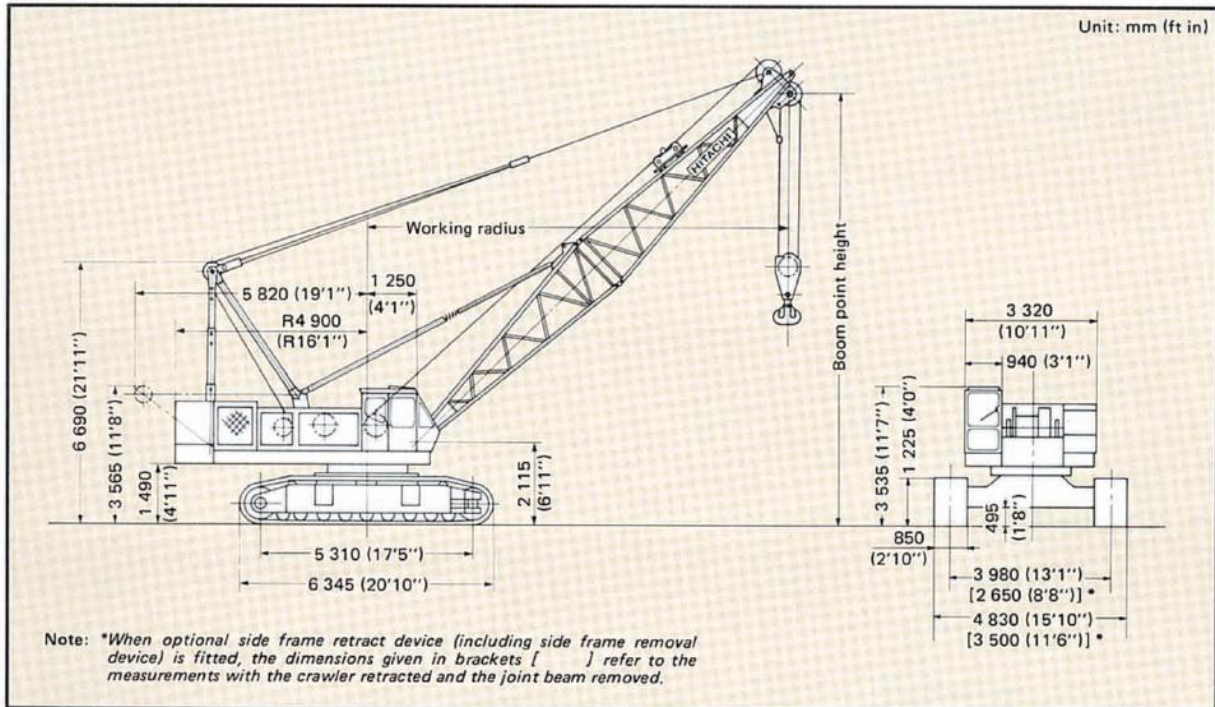 Unit: mm (ft in)
HITACHI
Working radius
Boom point height
5 820 (19'1'')
1 250
(4'1'')
R4 900
(R16'1'')
6 690 (21'11'')
3 565 (11'8'')
1 490
(4'11'')
2 115
(6'11'')
5 310 (17'5'')
6 345 (20'10'')
3 320
(10'11'')
940 (3'1'')
3 535 (11'7'')
1 225 (4'0'')
495
(1'8'')
850
(2'10'')
3 980 (13'1'')
[2 650 (8'8'')] *
4 830 (15'10'')
[3 500 (11'6'')] *
Note: *When optional side frame retract device (including side frame removal
device) is fitted, the dimensions given in brackets [ ] refer to the
measurements with the crawler retracted and the joint beam removed.